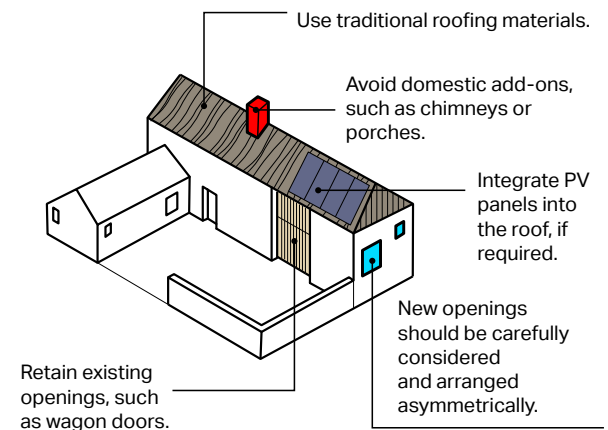 Use traditional roofing materials.
Avoid domestic add-ons,
such as chimneys or
porches.
Integrate PV
panels into
the roof, if
required.
New openings
should be carefully
considered
and arranged
asymmetrically.
Retain existing
openings, such
as wagon doors.